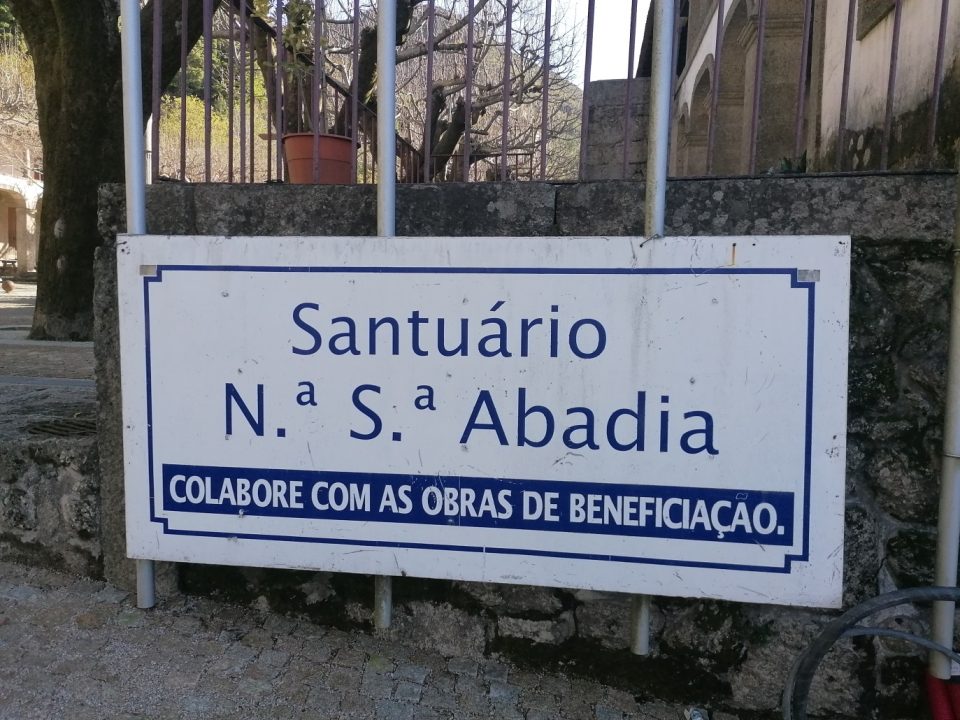 Santuário
N.ª S.ª Abadia
COLABORE COM AS OBRAS DE BENEFICIAÇÃO.